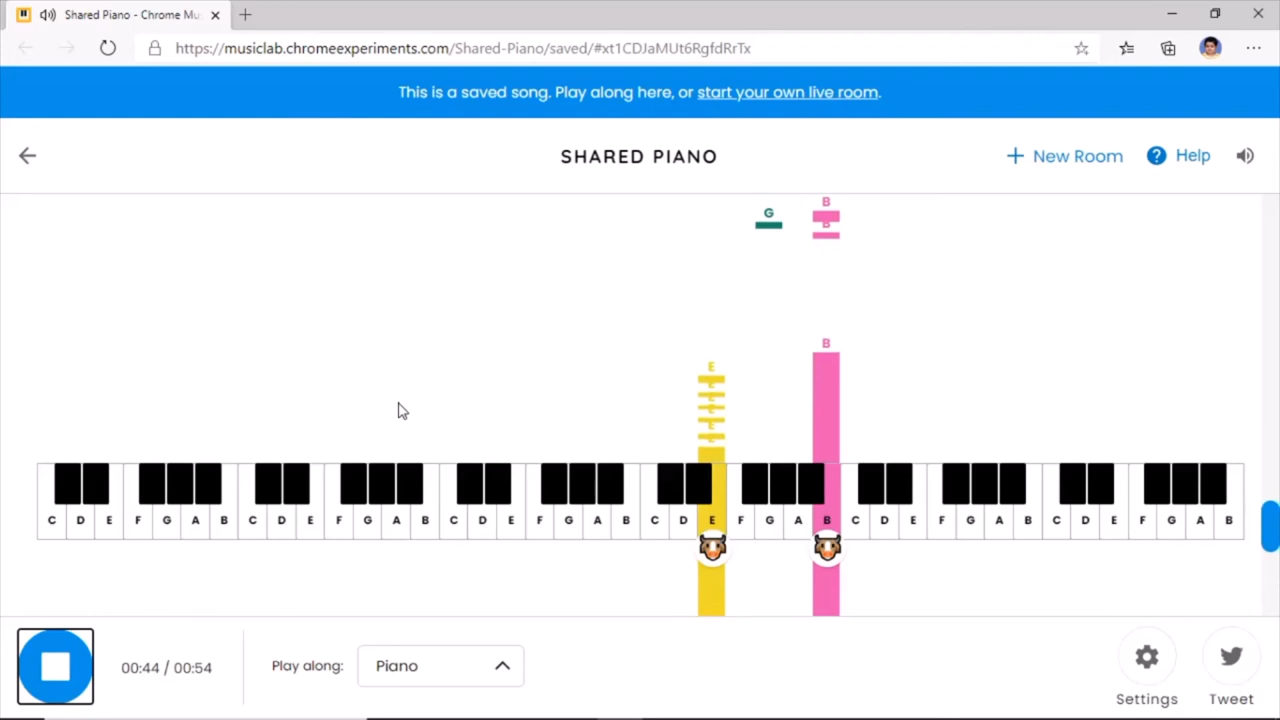 Shared Piano - Chrome Mu
https://musiclab.chromeexperiments.com/Shared-Piano/saved/#xt1CDJaMUt6RgfdRrTx
This is a saved song. Play along here, or start your own live room.
SHARED PIANO
New Room
Help
B
G
B
B
E
E
E
E
E
E
E
C D E F G A B C D E F G A B C D E F G A B C D E F G A B C D E F G A B C D E F G A B
00:44 / 00:54
Play along:
Piano
Settings
Tweet